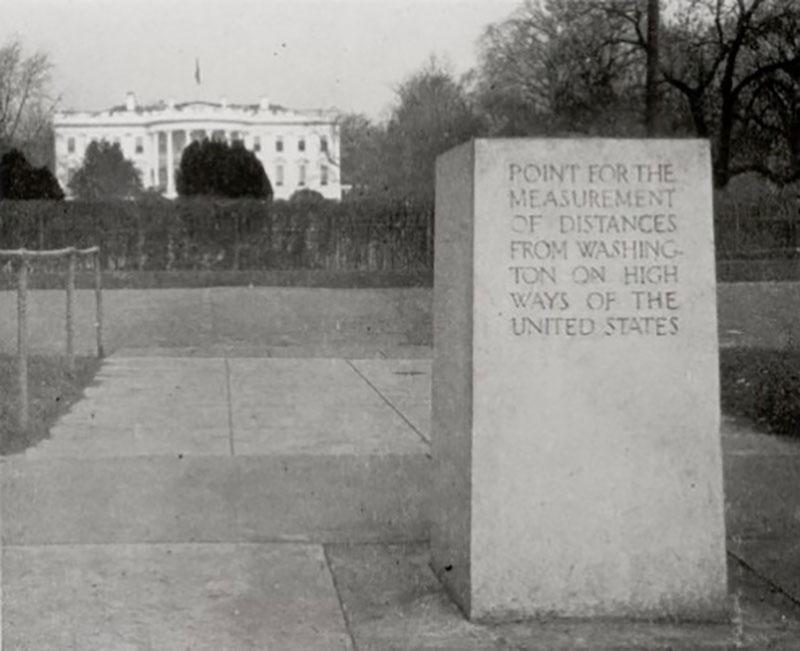 POINT FOR THE
MEASUREMENT
OF DISTANCES
FROM WASHING-
TON ON HIGH
WAYS OF THE
UNITED STATES